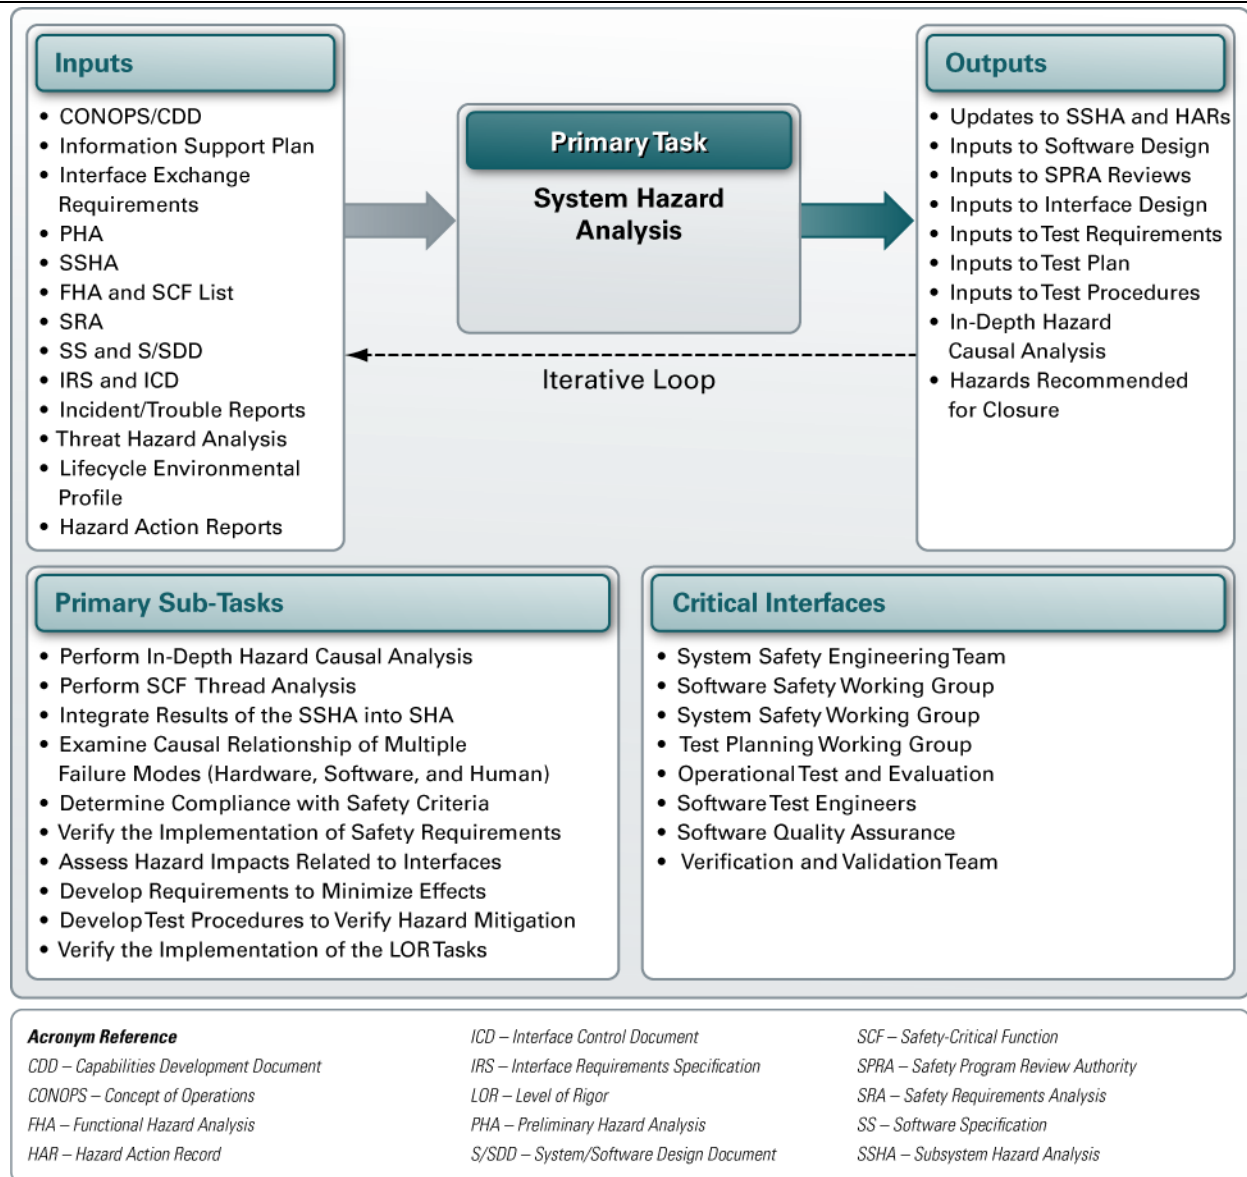 Inputs
• CONOPS/CDD
• Information Support Plan
• Interface Exchange
Requirements
• PHA
• SSHA
• FHA and SCF List
• SRA
• SS and S/SDD
• IRS and ICD
• Incident/Trouble Reports
• Threat Hazard Analysis
• Lifecycle Environmental
Profile
• Hazard Action Reports
Primary Task
System Hazard
Analysis
Iterative Loop
Outputs
• Updates to SSHA and HARs
• Inputs to Software Design
• Inputs to SPRA Reviews
• Inputs to Interface Design
• Inputs to Test Requirements
• Inputs to Test Plan
• Inputs to Test Procedures
• In-Depth Hazard
Causal Analysis
• Hazards Recommended
for Closure
Primary Sub-Tasks
• Perform In-Depth Hazard Causal Analysis
• Perform SCF Thread Analysis
• Integrate Results of the SSHA into SHA
• Examine Causal Relationship of Multiple
Failure Modes (Hardware, Software, and Human)
• Determine Compliance with Safety Criteria
• Verify the Implementation of Safety Requirements
• Assess Hazard Impacts Related to Interfaces
• Develop Requirements to Minimize Effects
• Develop Test Procedures to Verify Hazard Mitigation
• Verify the Implementation of the LOR Tasks
Critical Interfaces
• System Safety Engineering Team
• Software Safety Working Group
• System Safety Working Group
• Test Planning Working Group
• Operational Test and Evaluation
• Software Test Engineers
• Software Quality Assurance
• Verification and Validation Team
Acronym Reference
CDD – Capabilities Development Document
CONOPS – Concept of Operations
FHA – Functional Hazard Analysis
HAR – Hazard Action Record
ICD – Interface Control Document
IRS – Interface Requirements Specification
LOR – Level of Rigor
PHA – Preliminary Hazard Analysis
S/SDD – System/Software Design Document
SCF – Safety-Critical Function
SPRA – Safety Program Review Authority
SRA – Safety Requirements Analysis
SS – Software Specification
SSHA – Subsystem Hazard Analysis